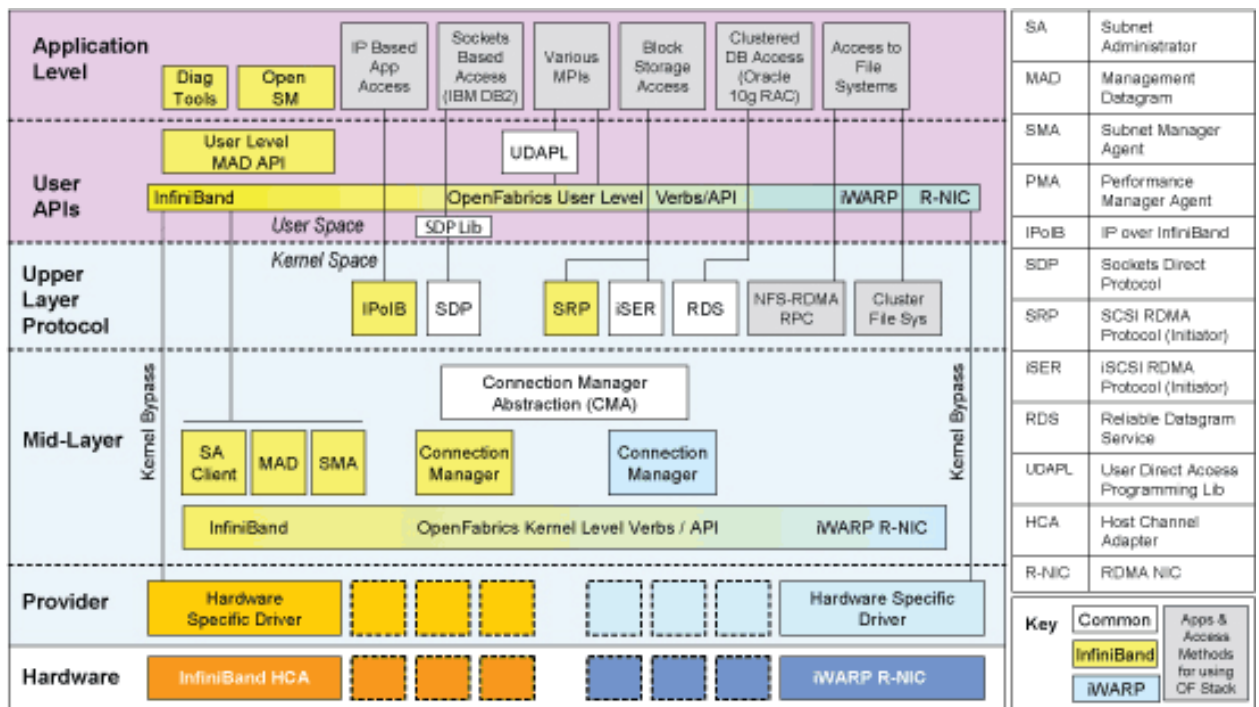 Application
Level
Diag
Tools
Open
SM
IP Based
App
Access
Sockets
Based
Access
(IBM DB2)
Various
MPIs
Block
Storage
Access
Clustered
DB Access
(Oracle
10g RAC)
Access to
File
Systems
User
APIs
User Level
MAD API
UDAPL
InfiniBand
OpenFabrics User Level Verbs/API
iWARP R-NIC
User Space
SDP Lib
Kernel Space
Upper
Layer
Protocol
IPoIB
SDP
SRP
iSER
RDS
NFS-RDMA
RPC
Cluster
File Sys
Mid-Layer
Kernel Bypass
Connection Manager
Abstraction (CMA)
SA
Client
MAD
SMA
Connection
Manager
Connection
Manager
Kernel Bypass
InfiniBand
OpenFabrics Kernel Level Verbs / API
iWARP R-NIC
Provider
Hardware
Specific Driver
Hardware Specific
Driver
Hardware
InfiniBand HCA
iWARP R-NIC
SA
Subnet
Administrator
MAD
Management
Datagram
SMA
Subnet Manager
Agent
PMA
Performance
Manager Agent
IPoIB
IP over InfiniBand
SDP
Sockets Direct
Protocol
SRP
SCSI RDMA
Protocol (Initiator)
iSER
iSCSI RDMA
Protocol (Initiator)
RDS
Reliable Datagram
Service
UDAPL
User Direct Access
Programming Lib
HCA
Host Channel
Adapter
R-NIC
RDMA NIC
Key
Common
InfiniBand
iWARP
Apps &
Access
Methods
for using
OF Stack